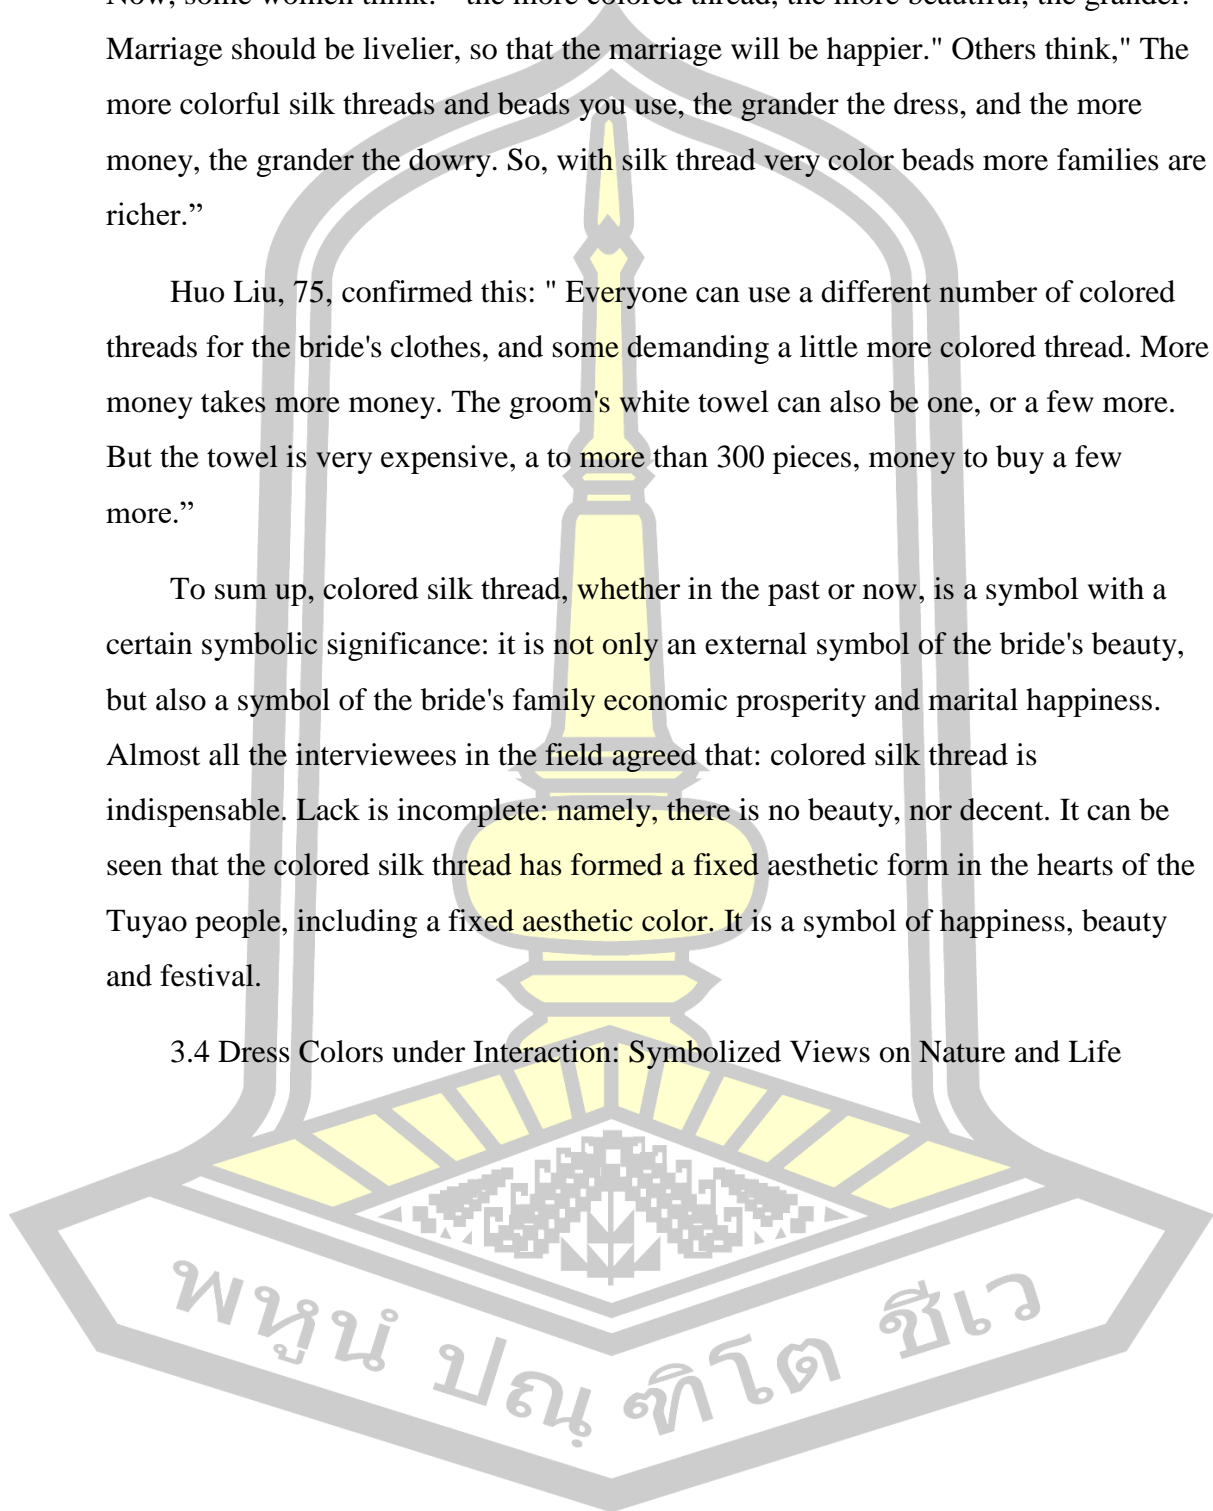 Now, some women think: " the more colored thread, the more beautiful, the grander.
Marriage should be livelier, so that the marriage will be happier." Others think," The
more colorful silk threads and beads you use, the grander the dress, and the more
money, the grander the dowry. So, with silk thread very color beads more families are
richer.”
Huo Liu, 75, confirmed this: " Everyone can use a different number of colored
threads for the bride's clothes, and some demanding a little more colored thread. More
money takes more money. The groom's white towel can also be one, or a few more.
But the towel is very expensive, a to more than 300 pieces, money to buy a few
more.”
To sum up, colored silk thread, whether in the past or now, is a symbol with a
certain symbolic significance: it is not only an external symbol of the bride's beauty,
but also a symbol of the bride's family economic prosperity and marital happiness.
Almost all the interviewees in the field agreed that: colored silk thread is
indispensable. Lack is incomplete: namely, there is no beauty, nor decent. It can be
seen that the colored silk thread has formed a fixed aesthetic form in the hearts of the
Tuyao people, including a fixed aesthetic color. It is a symbol of happiness, beauty
and festival.
3.4 Dress Colors under Interaction: Symbolized Views on Nature and Life
พหูนํ ปณฺฑิโต ชีเว